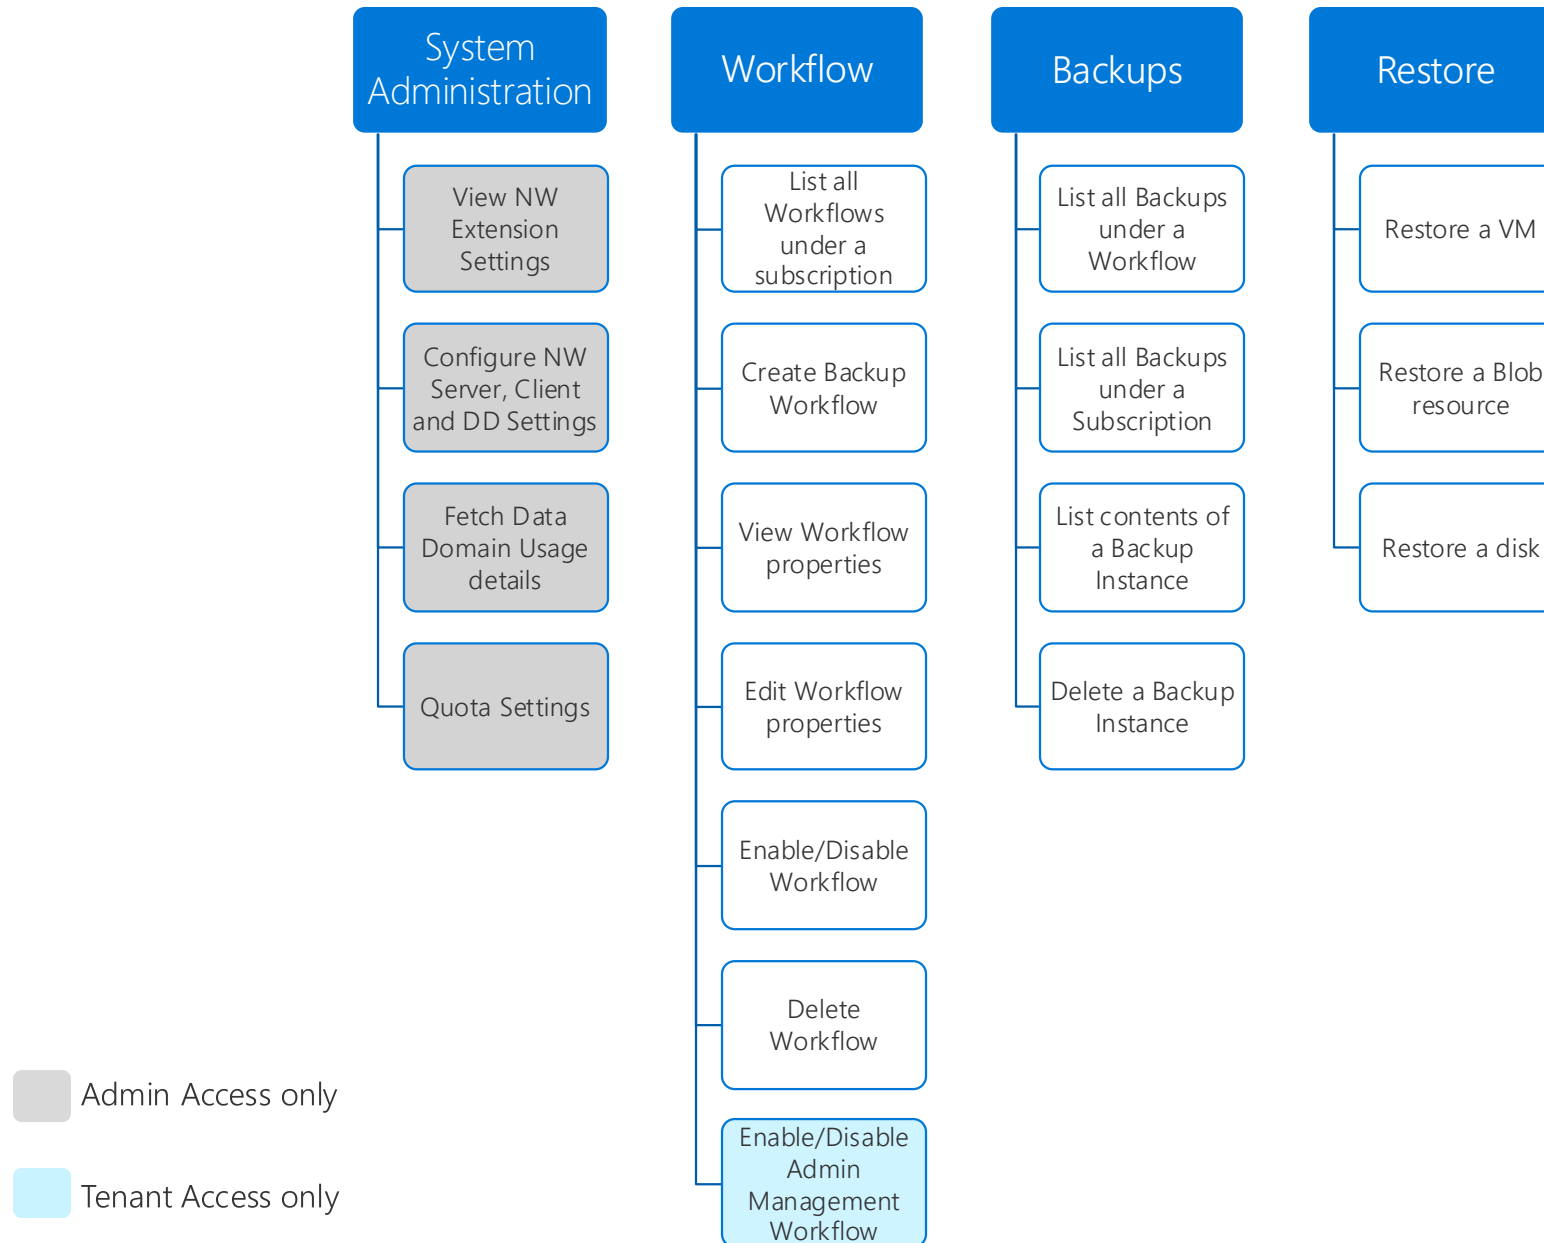 System
Administration
View NW
Extension
Settings
Configure NW
Server, Client
and DD Settings
Fetch Data
Domain Usage
details
Quota Settings
Workflow
List all
Workflows
under a
subscription
Create Backup
Workflow
View Workflow
properties
Edit Workflow
properties
Enable/Disable
Workflow
Delete
Workflow
Enable/Disable
Admin
Management
Workflow
Backups
List all Backups
under a
Workflow
List all Backups
under a
Subscription
List contents of
a Backup
Instance
Delete a Backup
Instance
Restore
Restore a VM
Restore a Blob
resource
Restore a disk
Admin Access only
Tenant Access only